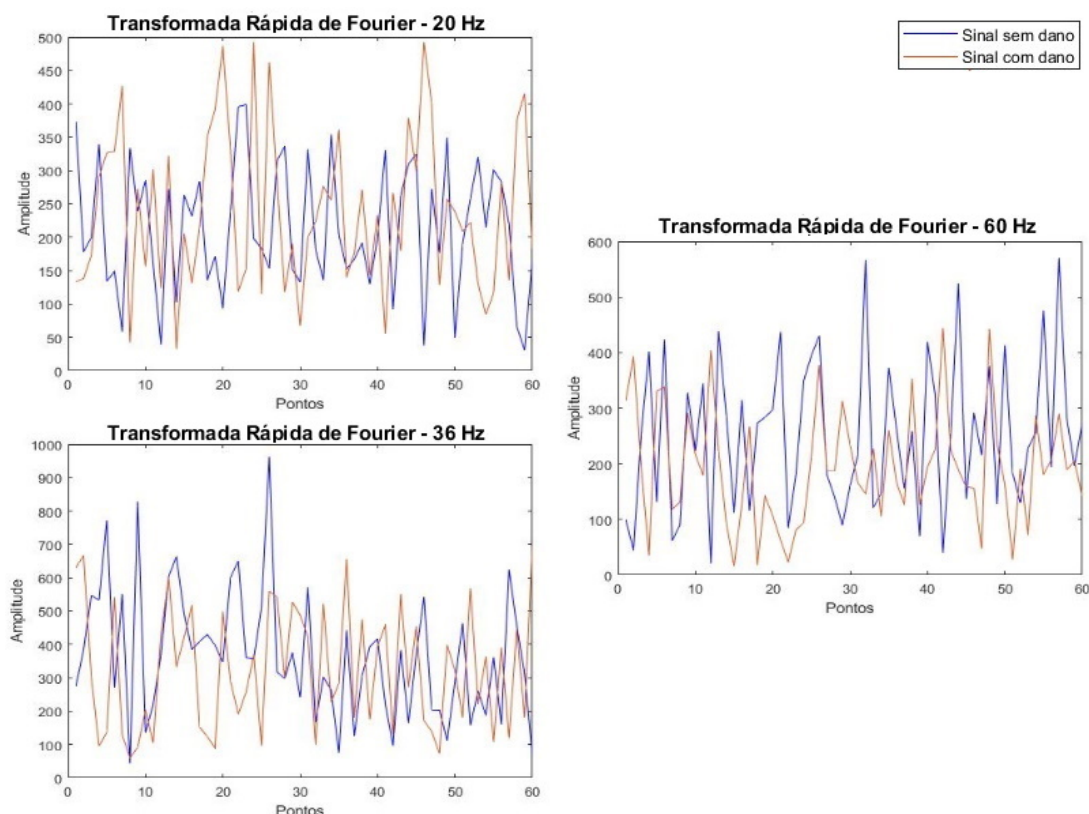 Transformada Rápida de Fourier - 20 Hz
500
450
400
350
300
250
200
150
100
50
0
Amplitude
0 10 20 30 40 50 60
Pontos
Sinal sem dano
Sinal com dano
Transformada Rápida de Fourier - 36 Hz
1000
900
800
700
600
500
400
300
200
100
0
Amplitude
0 10 20 30 40 50 60
Pontos
Transformada Rápida de Fourier - 60 Hz
600
500
400
300
200
100
0
Amplitude
0 10 20 30 40 50 60
Pontos